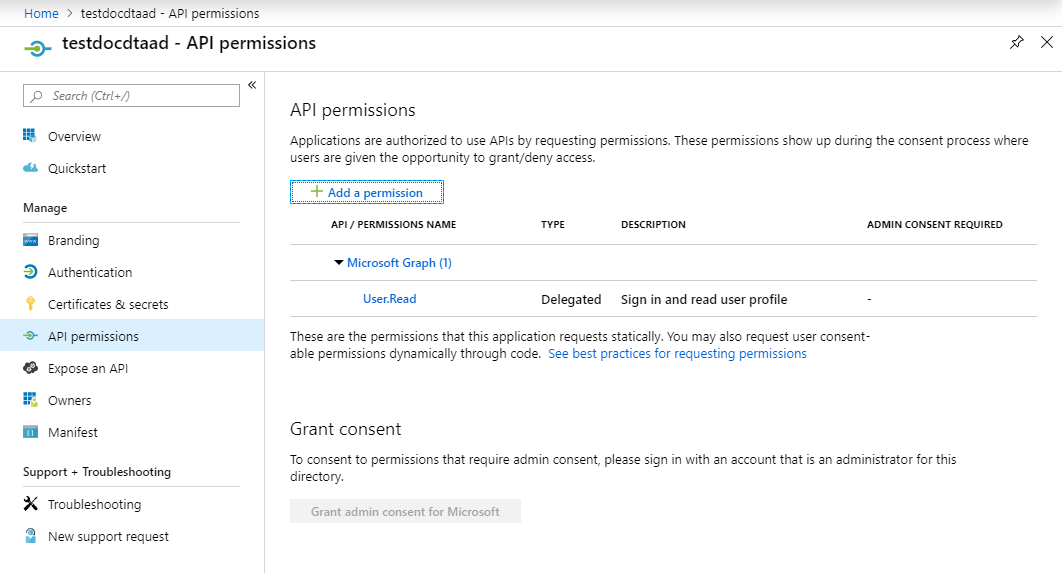 Home > testdocdtaad - API permissions
testdocdtaad - API permissions
Search (Ctrl+/)
«
Overview
Quickstart
Manage
Branding
Authentication
Certificates & secrets
API permissions
Expose an API
Owners
Manifest
Support + Troubleshooting
Troubleshooting
New support request
API permissions
Applications are authorized to use APIs by requesting permissions. These permissions show up during the consent process where
users are given the opportunity to grant/deny access.
+ Add a permission
API / PERMISSIONS NAME TYPE DESCRIPTION ADMIN CONSENT REQUIRED
Microsoft Graph (1)
User.Read Delegated Sign in and read user profile -
These are the permissions that this application requests statically. You may also request user consent-
able permissions dynamically through code. See best practices for requesting permissions
Grant consent
To consent to permissions that require admin consent, please sign in with an account that is an administrator for this
directory.
Grant admin consent for Microsoft